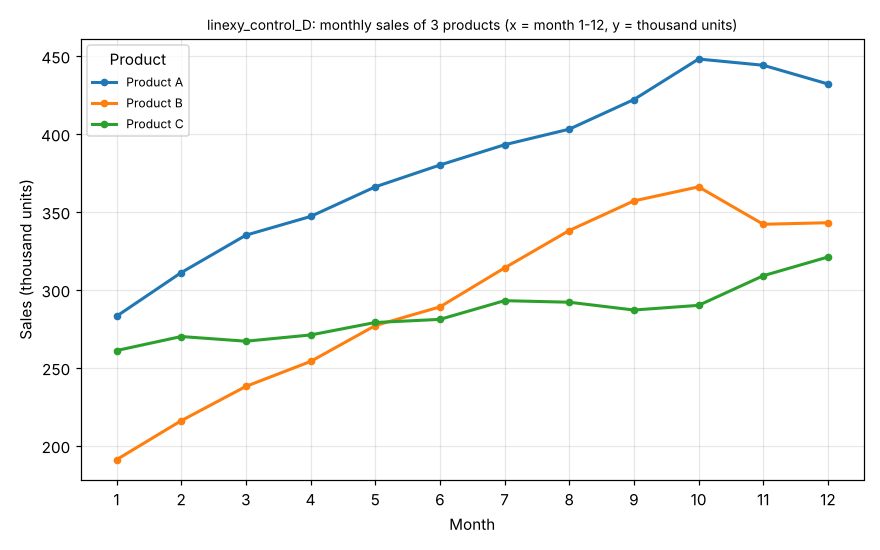 linexy_control_D: monthly sales of 3 products (x = month 1-12, y = thousand units)
Product
Product A
Product B
Product C
Sales (thousand units)
450
400
350
300
250
200
1 2 3 4 5 6 7 8 9 10 11 12
Month